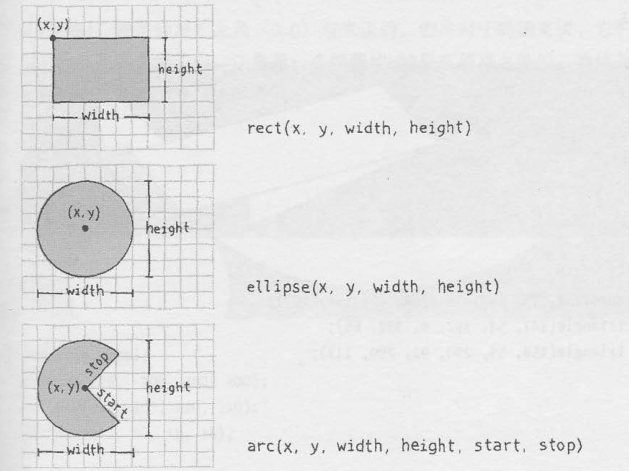 (x,y)
height
width
rect(x, y, width, height)
(x,y)
height
width
ellipse(x, y, width, height)
stop
(x,y)
height
start
width
arc(x, y, width, height, start, stop)